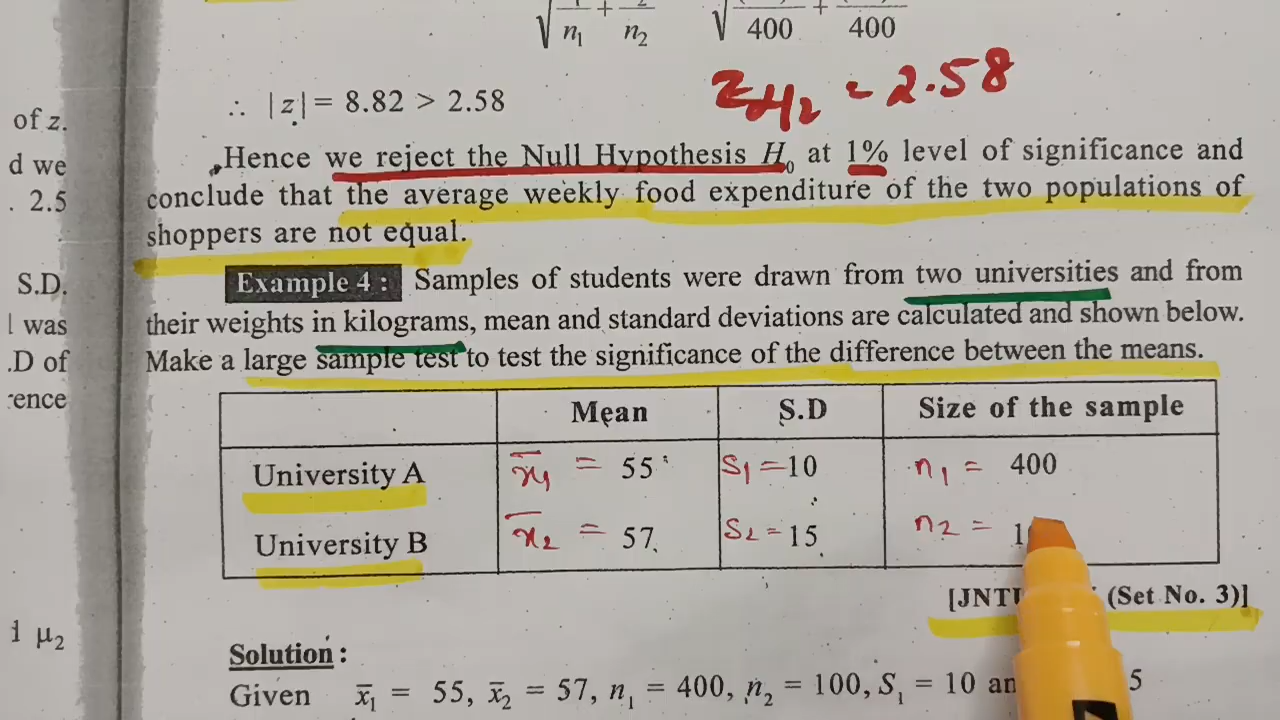 n₁ + n₂ 400 + 400
∴ |z| = 8.82 > 2.58 z α/2 = 2.58
of z.
Hence we reject the Null Hypothesis H₀ at 1% level of significance and
d we
conclude that the average weekly food expenditure of the two populations of
. 2.5
shoppers are not equal.
S.D.
Example 4 : Samples of students were drawn from two universities and from
was
their weights in kilograms, mean and standard deviations are calculated and shown below.
.D of
Make a large sample test to test the significance of the difference between the means.
ence
Mean S.D Size of the sample
University A x̄₁ = 55 S₁ = 10 n₁ = 400
University B x̄₂ = 57 S₂ = 15 n₂ =
(Set No. 3)]
μ₂
Solution :
Given x̄₁ = 55, x̄₂ = 57, n₁ = 400, n₂ = 100, S₁ = 10 5